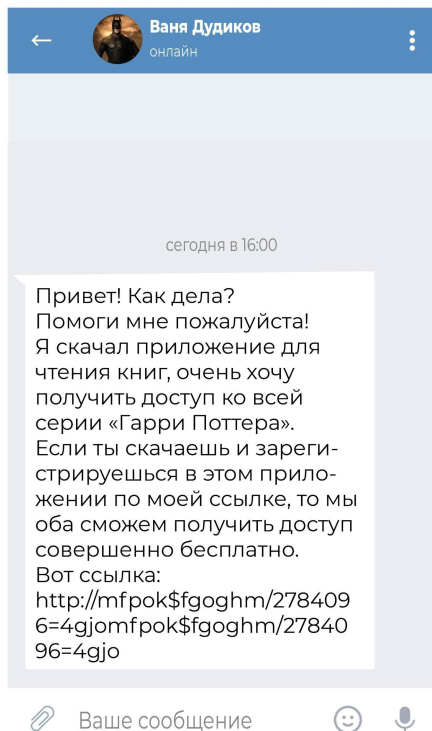 Ваня Дудиков
онлайн
сегодня в 16:00
Привет! Как дела?
Помоги мне пожалуйста!
Я скачал приложение для
чтения книг, очень хочу
получить доступ ко всей
серии «Гарри Поттера».
Если ты скачаешь и зареги-
стрируешься в этом прило-
жении по моей ссылке, то мы
оба сможем получить доступ
совершенно бесплатно.
Вот ссылка:
http://mfpok$fgoghm/278409
6=4gjomfpok$fgoghm/27840
96=4gjo
Ваше сообщение